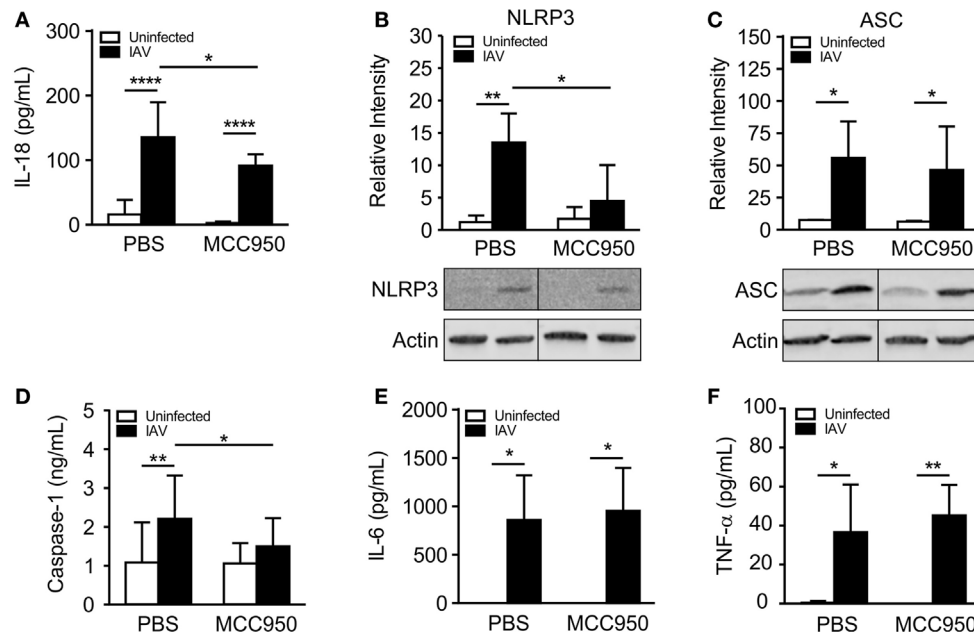 A
Uninfected
IAV
IL-18 (pg/mL)
300
200
100
0
****
*
****
PBS
MCC950
B
NLRP3
Uninfected
IAV
Relative Intensity
30
25
20
15
10
5
0
**
*
PBS
MCC950
NLRP3
Actin
C
ASC
Uninfected
IAV
Relative Intensity
150
125
100
75
50
25
0
*
*
PBS
MCC950
ASC
Actin
D
Uninfected
IAV
Caspase-1 (ng/mL)
5
4
3
2
1
0
**
*
PBS
MCC950
E
Uninfected
IAV
IL-6 (pg/mL)
2000
1500
1000
500
0
*
*
PBS
MCC950
F
Uninfected
IAV
TNF-α (pg/mL)
100
80
60
40
20
0
*
**
PBS
MCC950